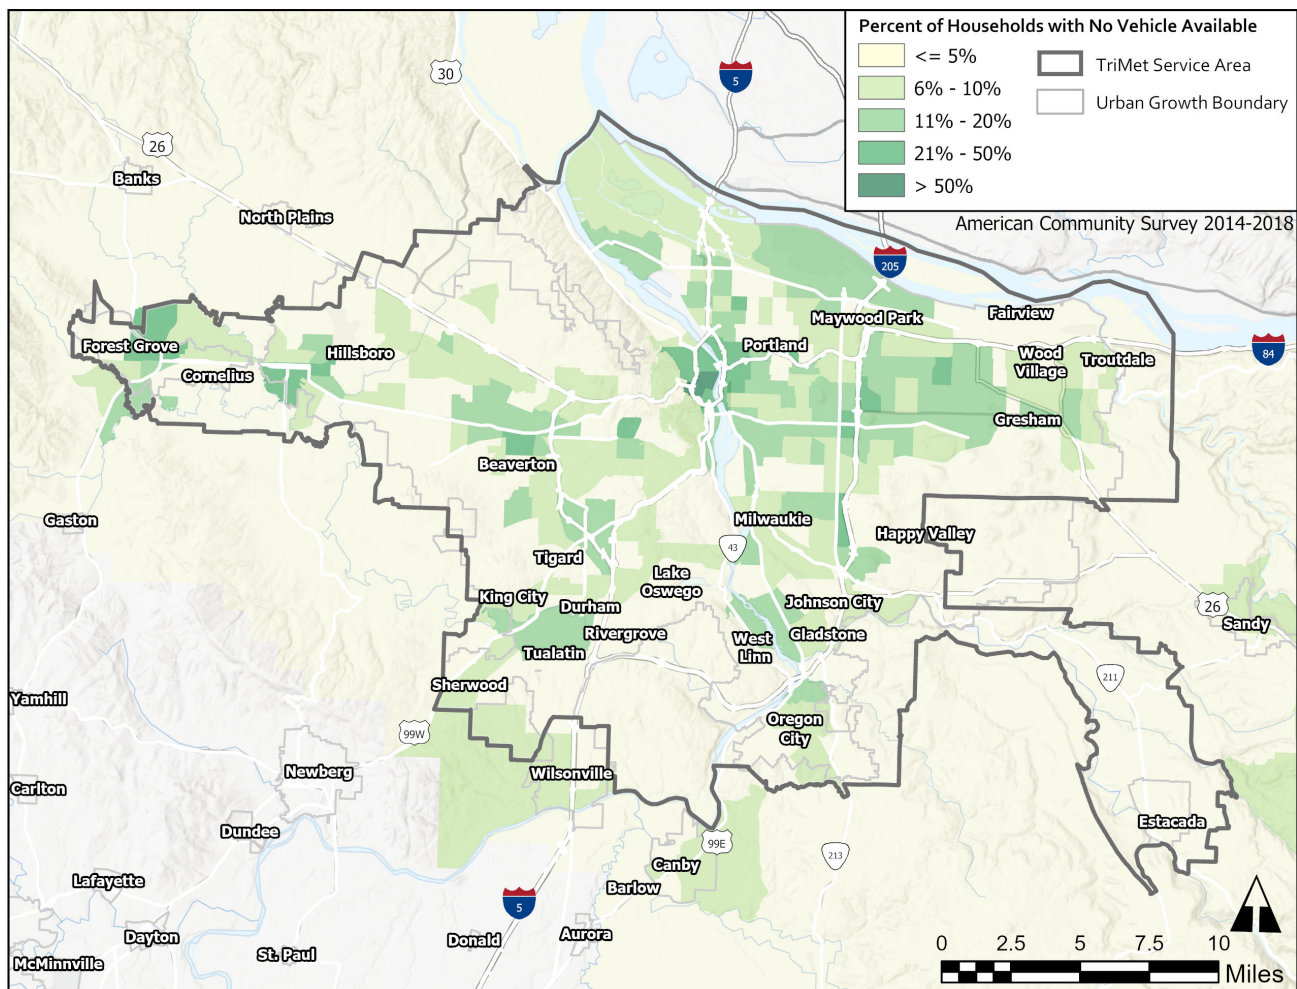 Percent of Households with No Vehicle Available
<= 5%
6% - 10%
11% - 20%
21% - 50%
> 50%
TriMet Service Area
Urban Growth Boundary
American Community Survey 2014-2018
30
5
26
Banks
North Plains
205
Fairview
Maywood Park
Forest Grove
Hillsboro
Portland
Wood
Village
Troutdale
84
Cornelius
Gresham
Beaverton
Gaston
Milwaukie
Happy Valley
43
Tigard
Lake
Oswego
King City
Durham
Johnson City
26
Sandy
Rivergrove
West
Linn
Gladstone
Tualatin
Sherwood
211
Yamhill
99W
Oregon
City
Newberg
Wilsonville
Carlton
Estacada
Dundee
99E
213
Canby
Lafayette
Barlow
5
Dayton
Donald
Aurora
St. Paul
McMinnville
0 2.5 5 7.5 10
Miles